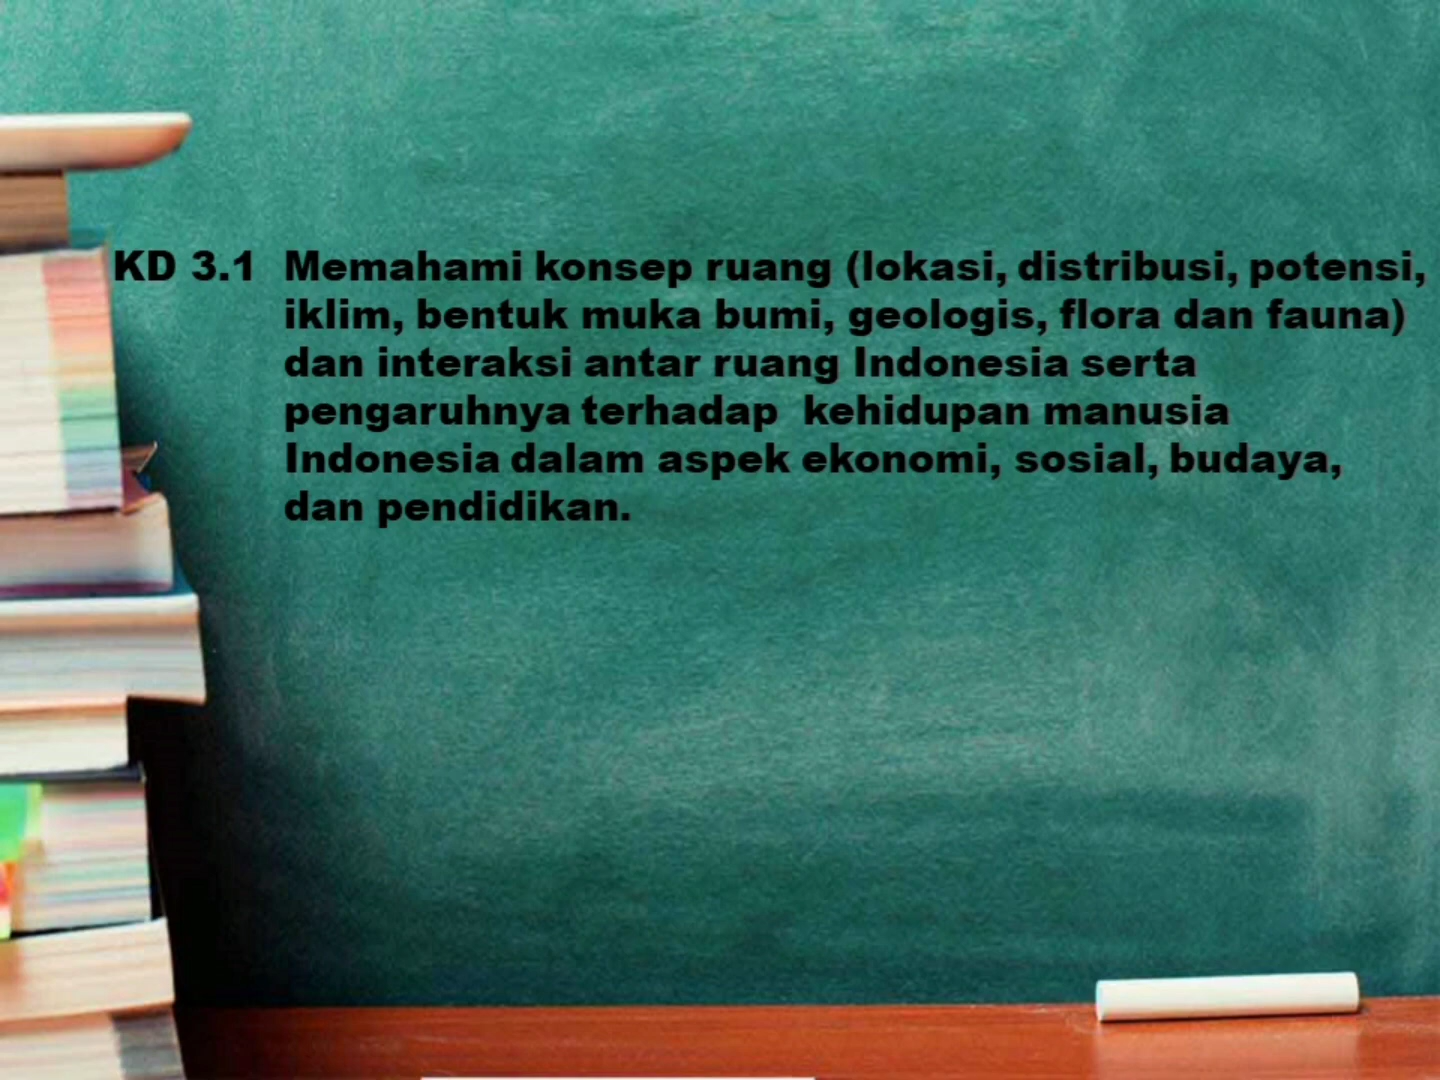 KD 3.1 Memahami konsep ruang (lokasi, distribusi, potensi,
iklim, bentuk muka bumi, geologis, flora dan fauna)
dan interaksi antar ruang Indonesia serta
pengaruhnya terhadap kehidupan manusia
Indonesia dalam aspek ekonomi, sosial, budaya,
dan pendidikan.